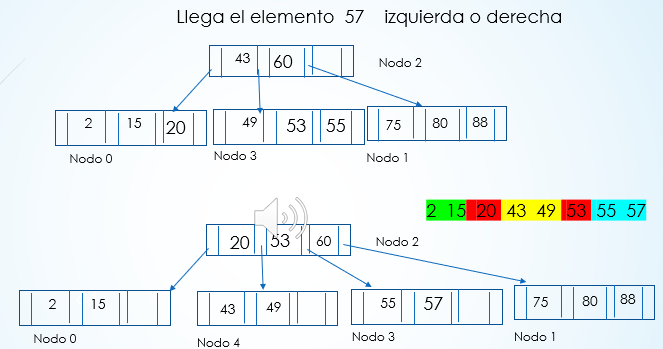 Llega el elemento 57 izquierda o derecha
43 60
Nodo 2
2 15 20
49 53 55
75 80 88
Nodo 0
Nodo 3
Nodo 1
2 15 20 43 49 53 55 57
20 53 60
Nodo 2
2 15
43 49
55 57
75 80 88
Nodo 0
Nodo 4
Nodo 3
Nodo 1